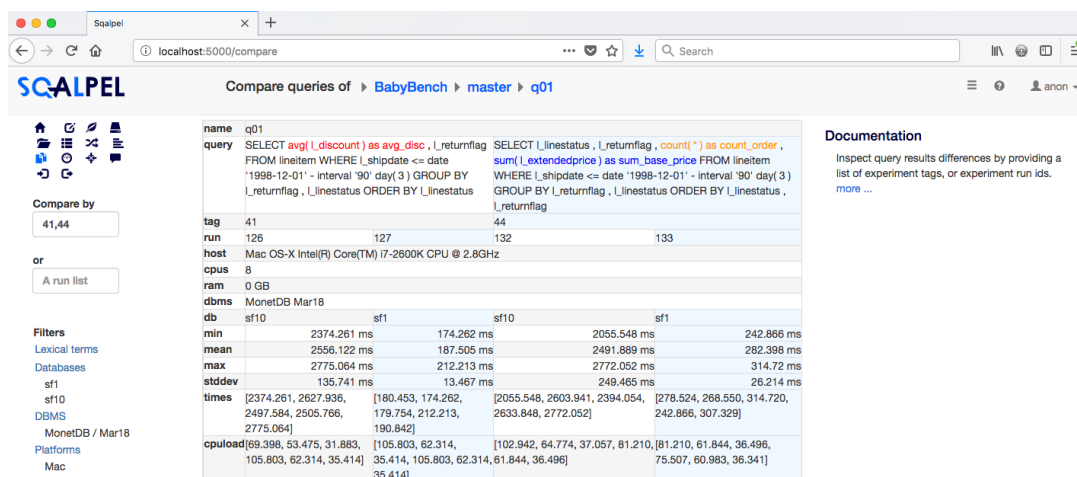 Sqalpel
localhost:5000/compare
Search
SQALPEL
Compare queries of BabyBench master q01
anon
Compare by
41,44
or
A run list
Filters
Lexical terms
Databases
sf1
sf10
DBMS
MonetDB / Mar18
Platforms
Mac
name q01
query SELECT avg( l_discount ) as avg_disc , l_returnflag
FROM lineitem WHERE l_shipdate <= date
'1998-12-01' - interval '90' day( 3 ) GROUP BY
l_returnflag , l_linestatus ORDER BY l_linestatus
SELECT l_linestatus , l_returnflag , count( * ) as count_order ,
sum( l_extendedprice ) as sum_base_price FROM lineitem
WHERE l_shipdate <= date '1998-12-01' - interval '90' day( 3 )
GROUP BY l_returnflag , l_linestatus ORDER BY l_linestatus ,
l_returnflag
tag 41 44
run 126 127 132 133
host Mac OS-X Intel(R) Core(TM) i7-2600K CPU @ 2.8GHz
cpus 8
ram 0 GB
dbms MonetDB Mar18
db sf10 sf1 sf10 sf1
min 2374.261 ms 174.262 ms 2055.548 ms 242.866 ms
mean 2556.122 ms 187.505 ms 2491.889 ms 282.398 ms
max 2775.064 ms 212.213 ms 2772.052 ms 314.72 ms
stddev 135.741 ms 13.467 ms 249.465 ms 26.214 ms
times [2374.261, 2627.936, [180.453, 174.262, [2055.548, 2603.941, 2394.054, [278.524, 268.550, 314.720,
2497.584, 2505.766, 179.754, 212.213, 2633.848, 2772.052] 242.866, 307.329]
2775.064] 190.842]
cpuload [69.398, 53.475, 31.883, [105.803, 62.314, [102.942, 64.774, 37.057, 81.210, [81.210, 61.844, 36.496,
105.803, 62.314, 35.414] 35.414, 105.803, 62.314, 61.844, 36.496] 75.507, 60.983, 36.341]
35.414]
Documentation
Inspect query results differences by providing a
list of experiment tags, or experiment run ids.
more ...